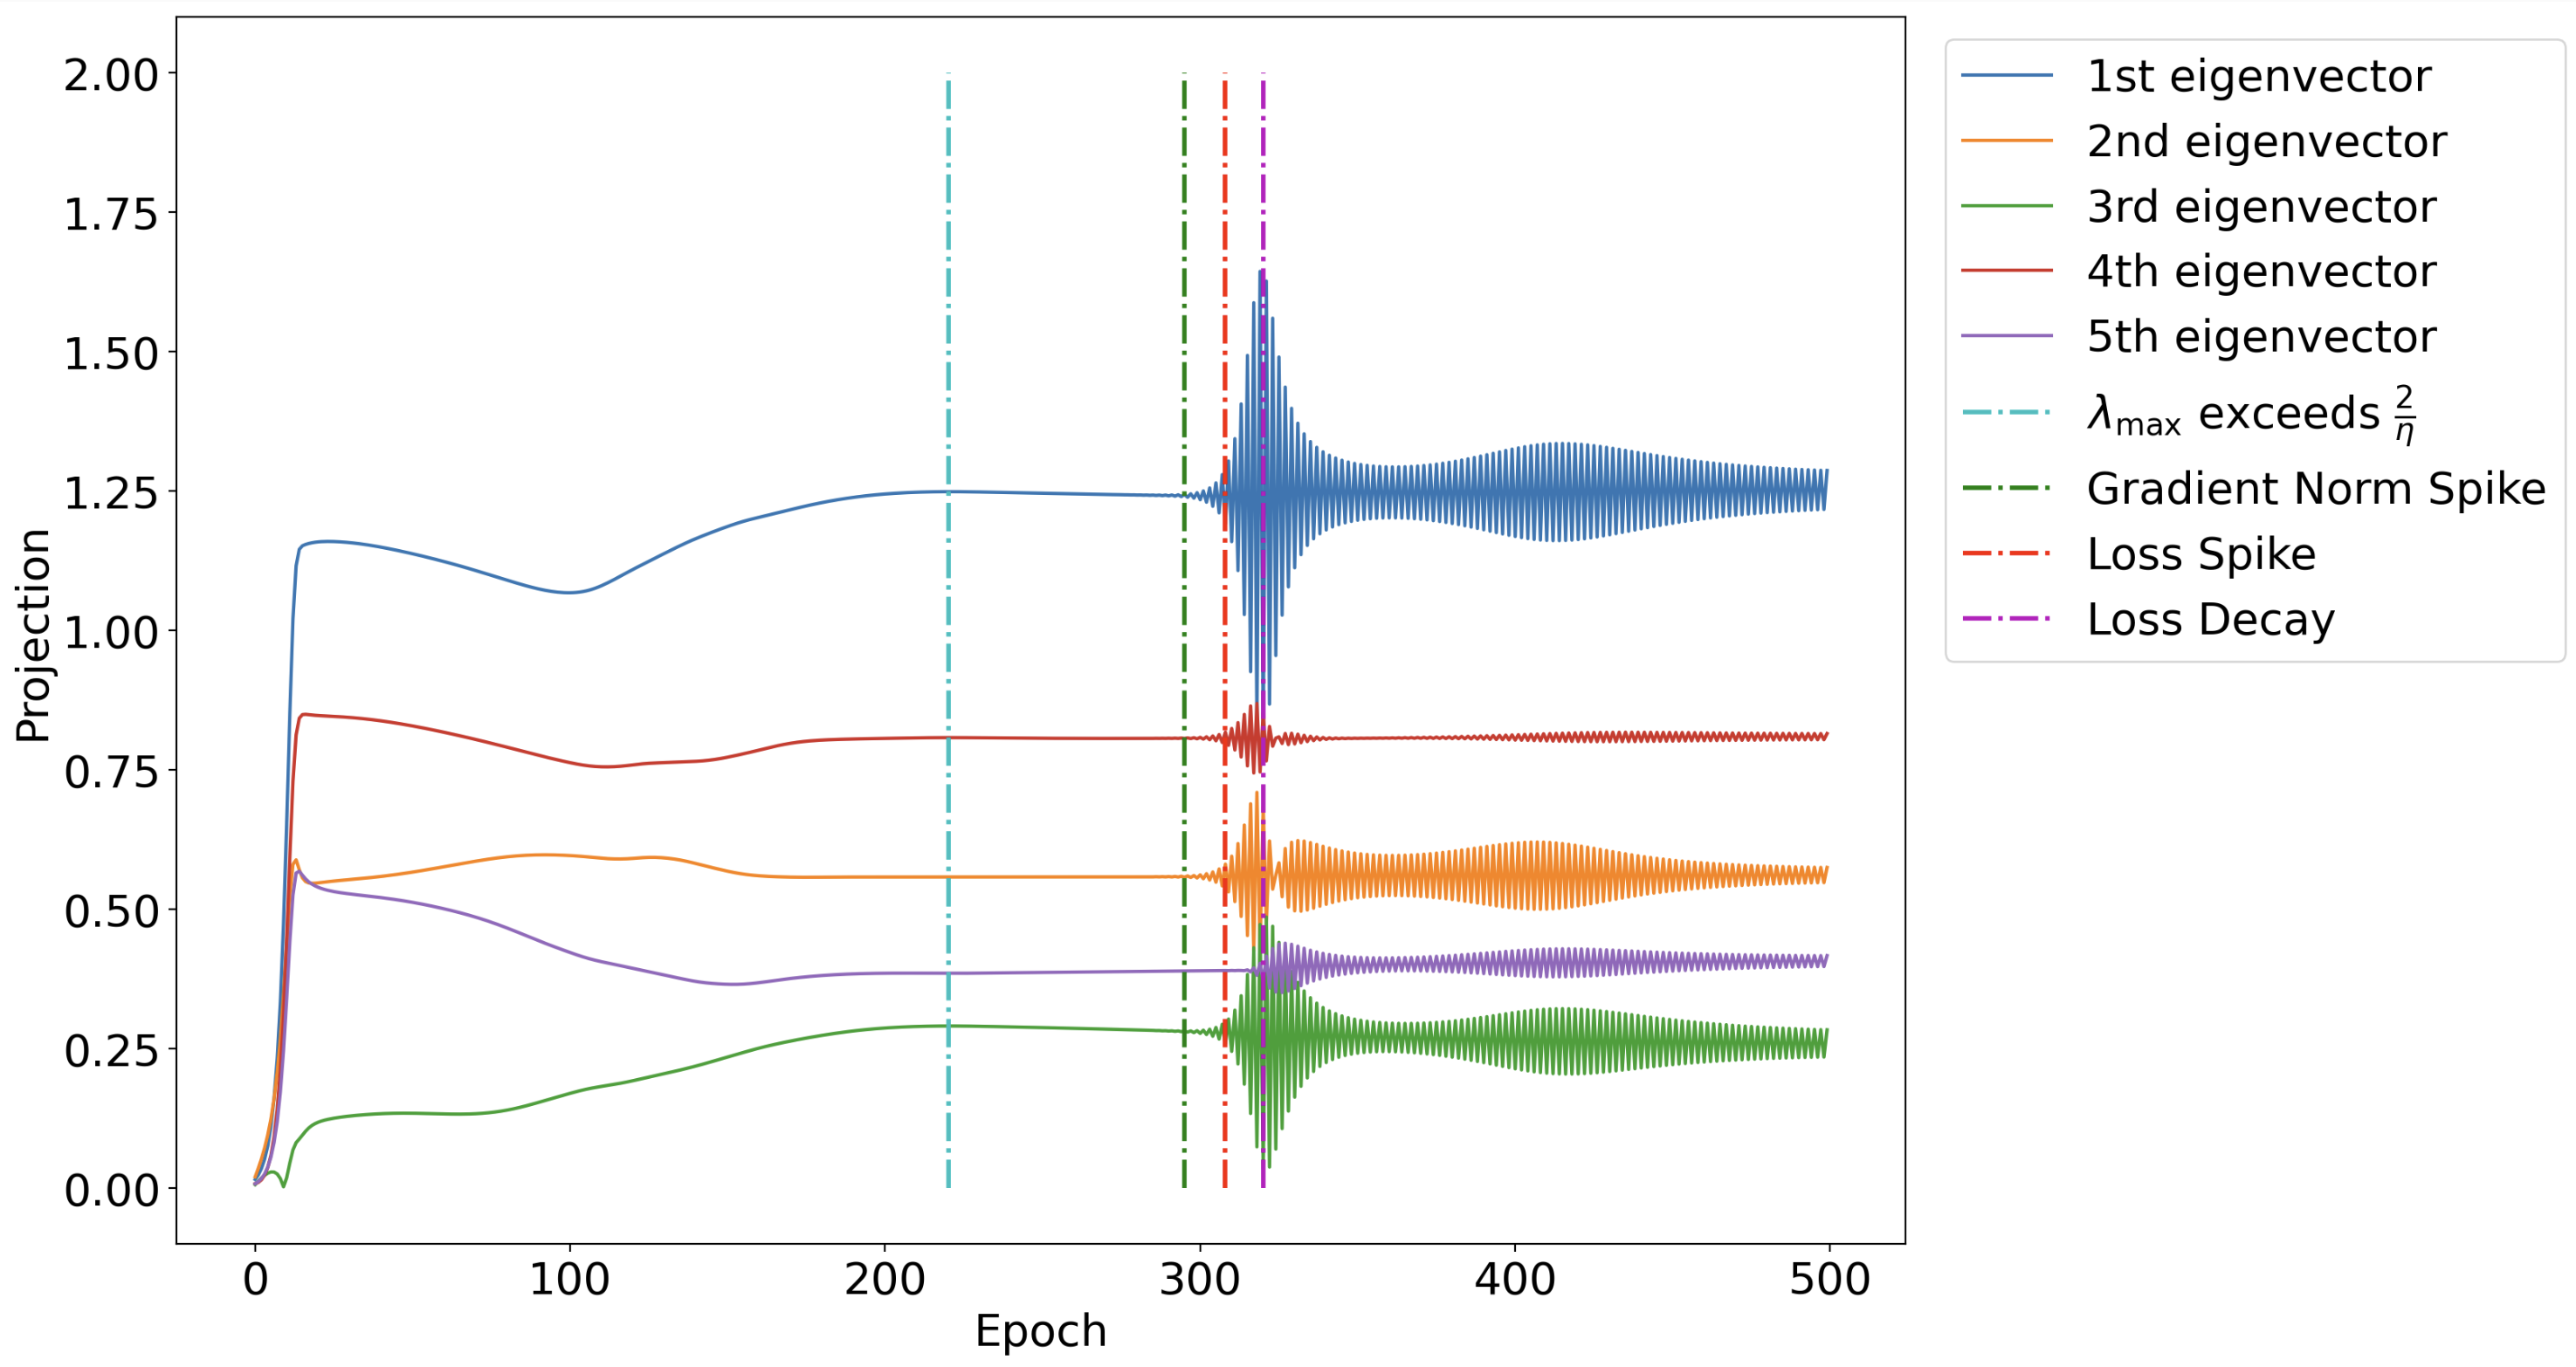 2.00
1.75
1.50
1.25
1.00
0.75
0.50
0.25
0.00
Projection
0 100 200 300 400 500
Epoch
1st eigenvector
2nd eigenvector
3rd eigenvector
4th eigenvector
5th eigenvector
λmax exceeds 2/η
Gradient Norm Spike
Loss Spike
Loss Decay